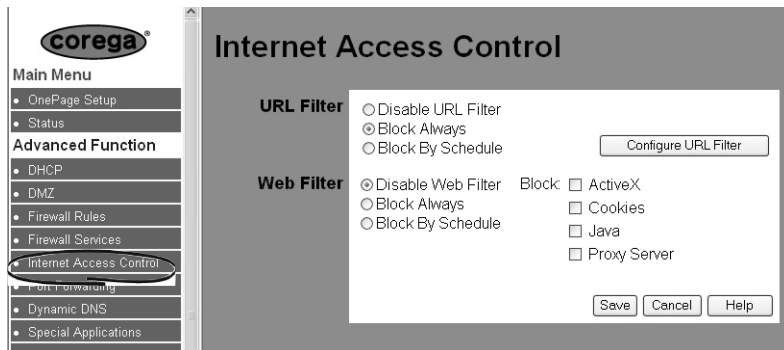 corega
Main Menu
OnePage Setup
Status
Advanced Function
DHCP
DMZ
Firewall Rules
Firewall Services
Internet Access Control
Port Forwarding
Dynamic DNS
Special Applications
Internet Access Control
URL Filter
Disable URL Filter
Block Always
Block By Schedule
Configure URL Filter
Web Filter
Disable Web Filter
Block Always
Block By Schedule
Block:
ActiveX
Cookies
Java
Proxy Server
Save Cancel Help